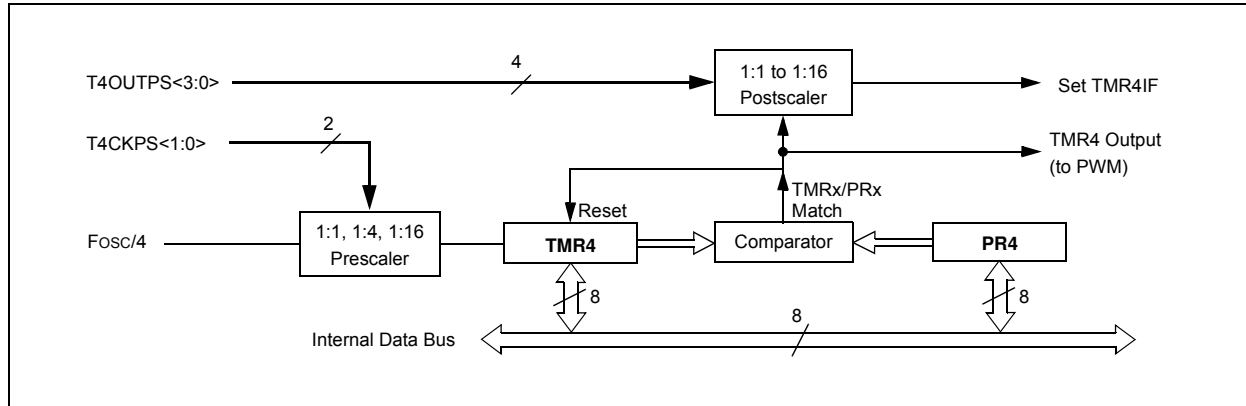 T4OUTPS<3:0>
4
1:1 to 1:16
Postscaler
Set TMR4IF
T4CKPS<1:0>
2
TMR4 Output
(to PWM)
TMRx/PRx
Match
Reset
FOSC/4
1:1, 1:4, 1:16
Prescaler
TMR4
Comparator
PR4
8
8
8
Internal Data Bus